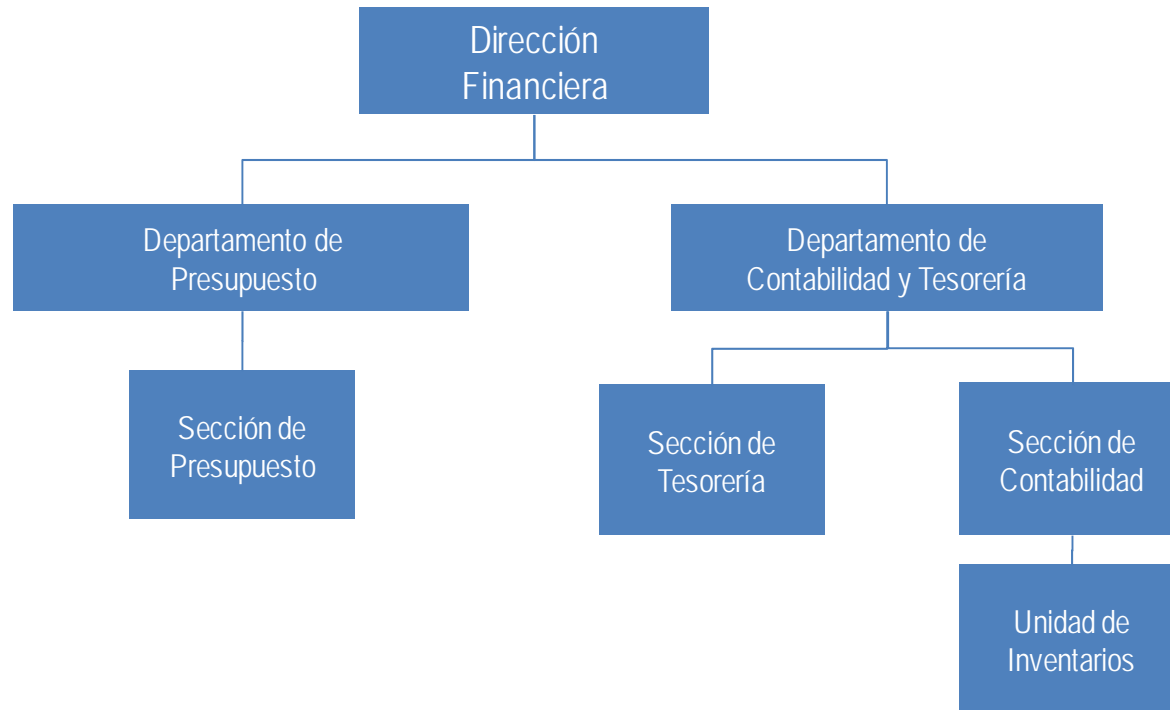 Dirección
Financiera
Departamento de
Presupuesto
Departamento de
Contabilidad y Tesorería
Sección de
Presupuesto
Sección de
Tesorería
Sección de
Contabilidad
Unidad de
Inventarios